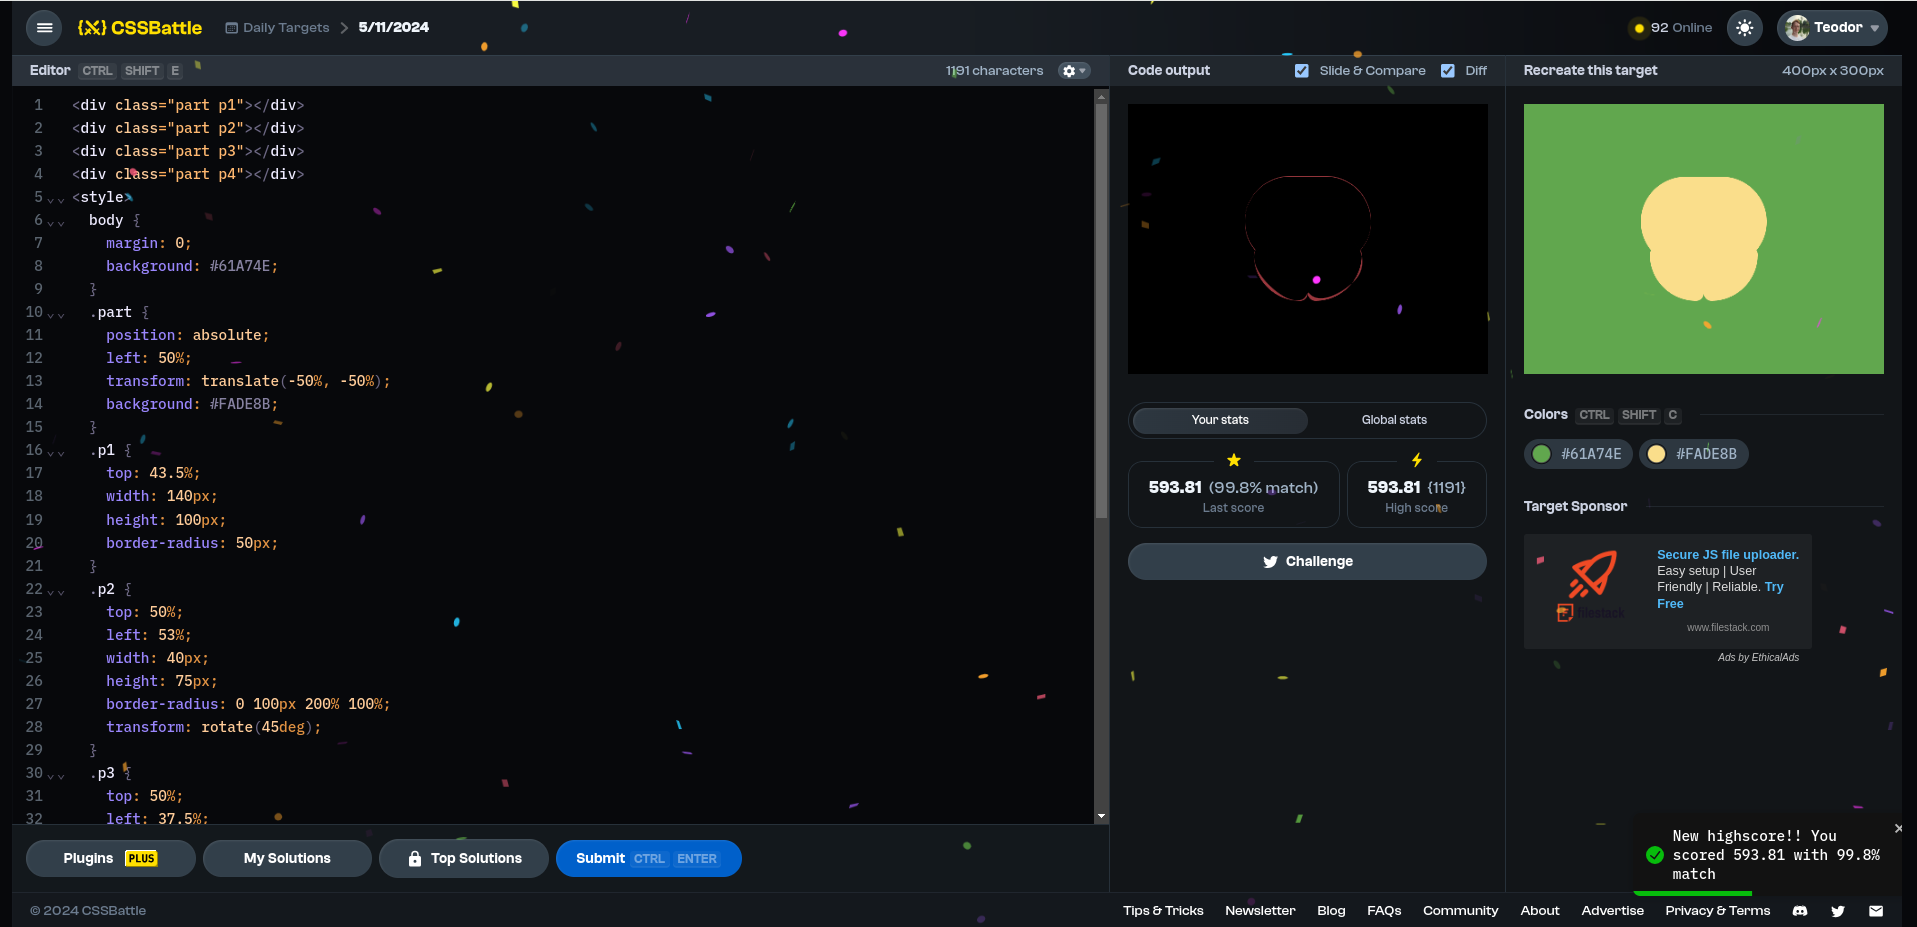 CSSBattle
Daily Targets
5/11/2024
92 Online
Teodor
Editor CTRL SHIFT E
1191 characters
1 <div class="part p1"></div>
2 <div class="part p2"></div>
3 <div class="part p3"></div>
4 <div class="part p4"></div>
5 <style>
6 body {
7 margin: 0;
8 background: #61A74E;
9 }
10 .part {
11 position: absolute;
12 left: 50%;
13 transform: translate(-50%, -50%);
14 background: #FADE8B;
15 }
16 .p1 {
17 top: 43.5%;
18 width: 140px;
19 height: 100px;
20 border-radius: 50px;
21 }
22 .p2 {
23 top: 50%;
24 left: 53%;
25 width: 40px;
26 height: 75px;
27 border-radius: 0 100px 200% 100%;
28 transform: rotate(45deg);
29 }
30 .p3 {
31 top: 50%;
32 left: 37.5%;
Plugins PLUS
My Solutions
Top Solutions
Submit CTRL ENTER
Code output
Slide & Compare
Diff
Your stats
Global stats
593.81 (99.8% match)
Last score
593.81 {1191}
High score
Challenge
Recreate this target
400px x 300px
Colors CTRL SHIFT C
#61A74E
#FADE8B
Target Sponsor
filestack
Secure JS file uploader.
Easy setup | User
Friendly | Reliable. Try
Free
www.filestack.com
Ads by EthicalAds
New highscore!! You
scored 593.81 with 99.8%
match
© 2024 CSSBattle
Tips & Tricks
Newsletter
Blog
FAQs
Community
About
Advertise
Privacy & Terms